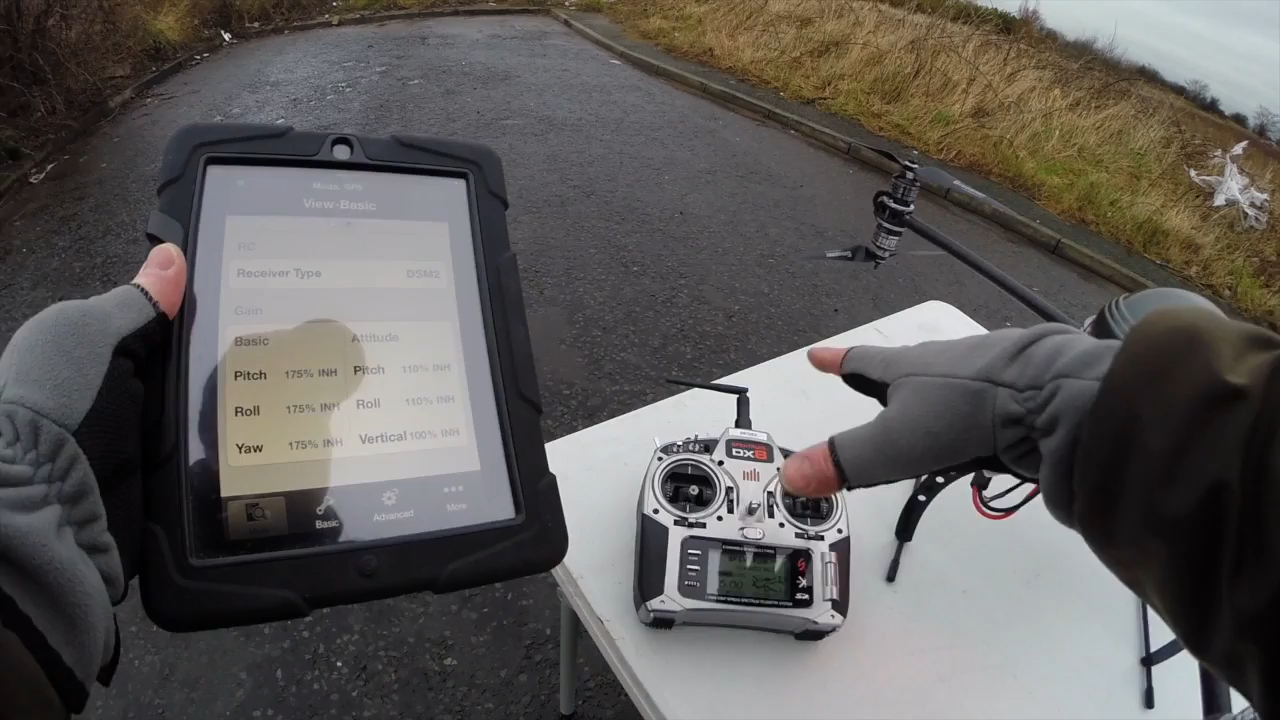 Mode: GPS
View-Basic
RC
Receiver Type DSM2
Gain
Basic Attitude
Pitch 175% INH Pitch 110% INH
Roll 175% INH Roll 110% INH
Yaw 175% INH Vertical 100% INH
Basic Advanced More
SPEKTRUM
DX8